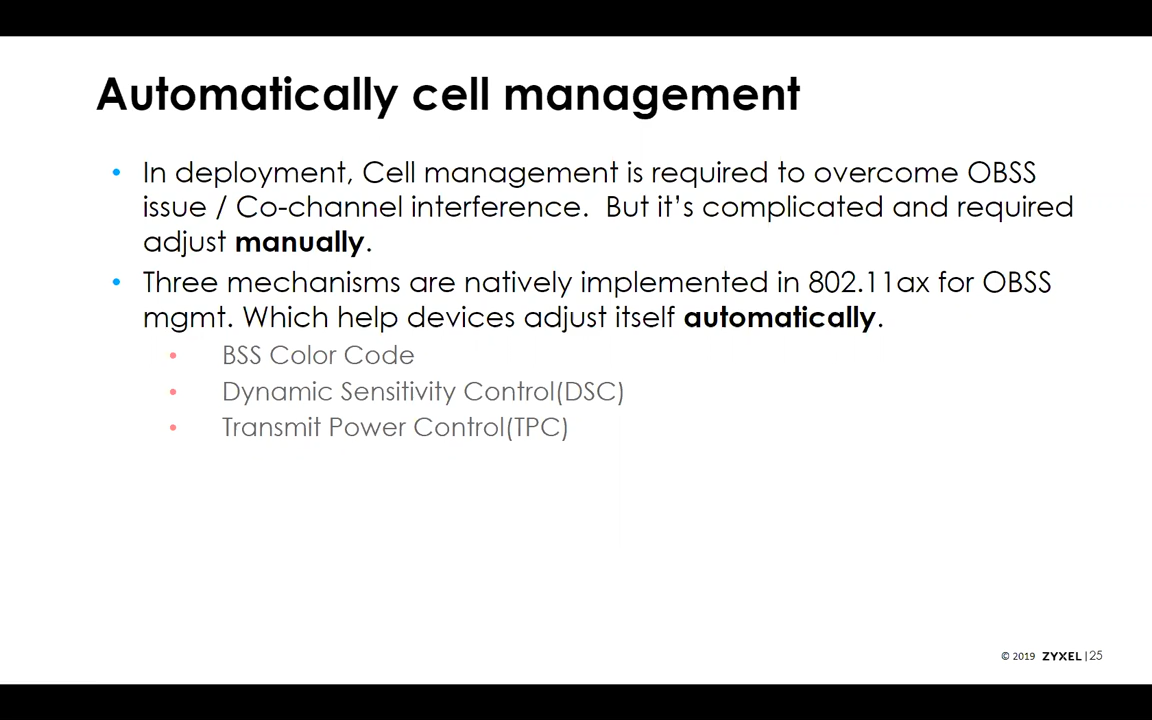 Automatically cell management
• In deployment, Cell management is required to overcome OBSS
issue / Co-channel interference.  But it's complicated and required
adjust manually.
• Three mechanisms are natively implemented in 802.11ax for OBSS
mgmt. Which help devices adjust itself automatically.
• BSS Color Code
• Dynamic Sensitivity Control(DSC)
• Transmit Power Control(TPC)
© 2019 ZYXEL | 25